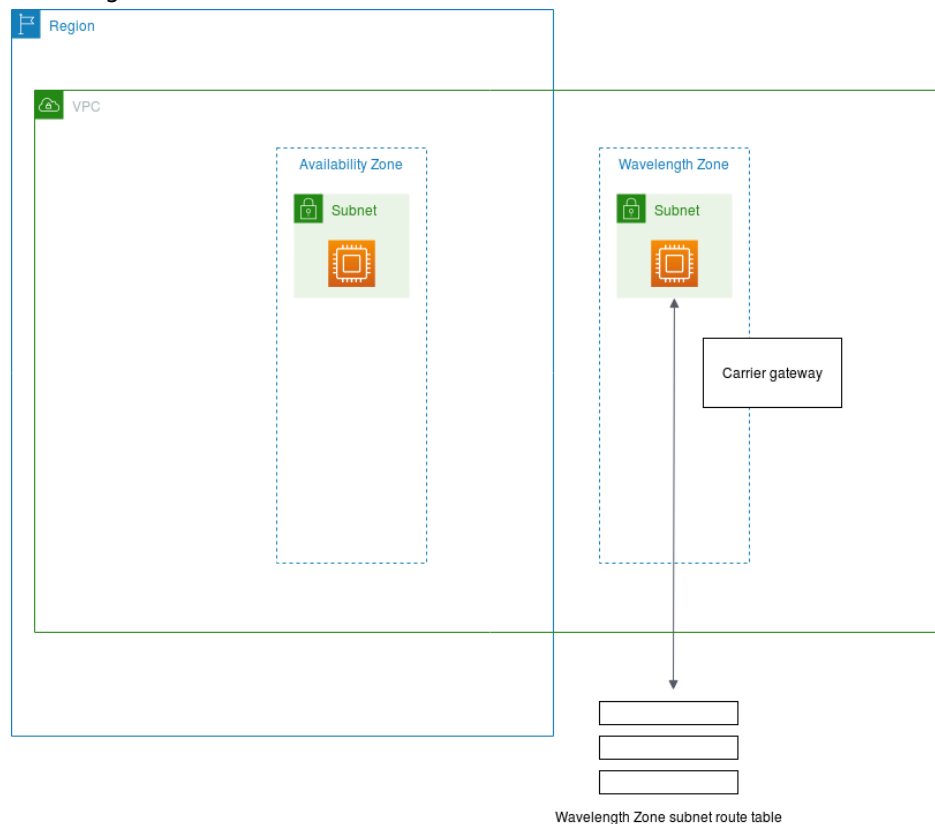 Region
VPC
Availability Zone
Wavelength Zone
Subnet
Subnet
Carrier gateway
Wavelength Zone subnet route table